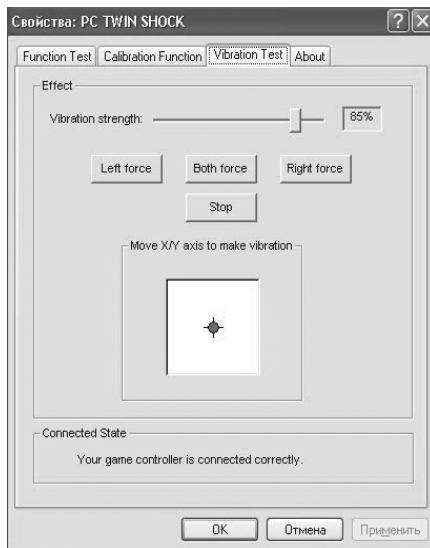 Свойства: PC TWIN SHOCK
Function Test Calibration Function Vibration Test About
Effect
Vibration strength: 85%
Left force Both force Right force
Stop
Move X/Y axis to make vibration
Connected State
Your game controller is connected correctly.
OK Отмена Применить